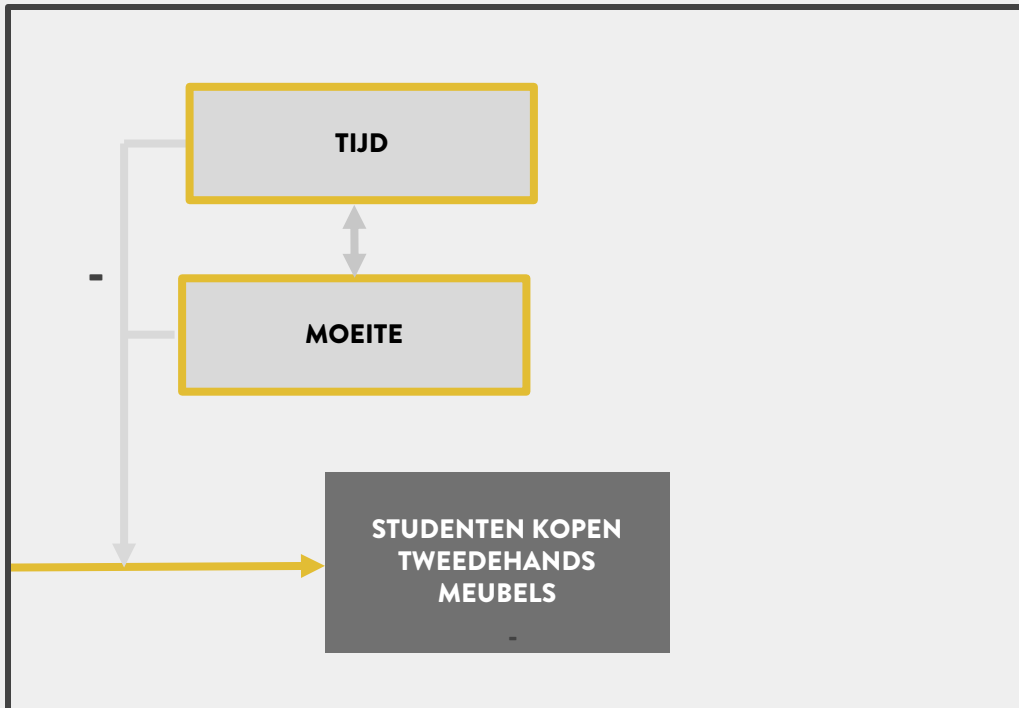 TIJD
-
MOEITE
STUDENTEN KOPEN
TWEEDEHANDS
MEUBELS
-